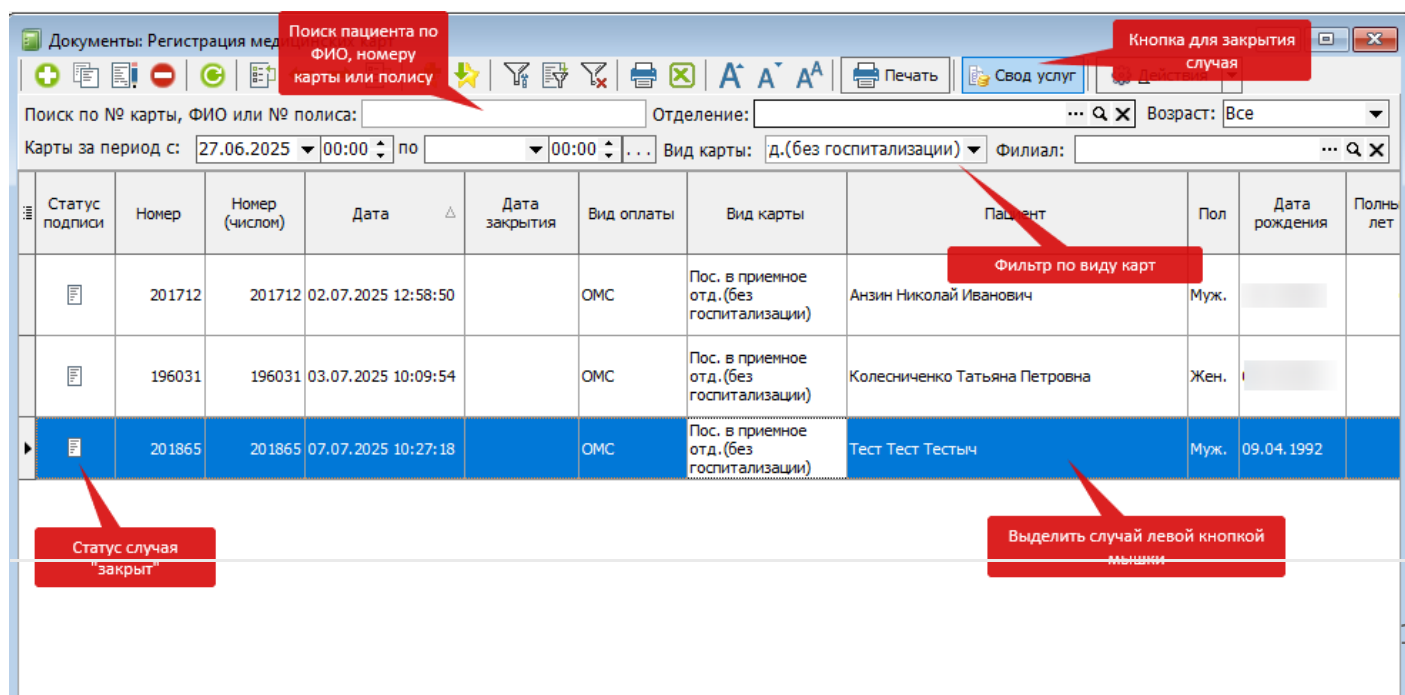 Документы: Регистрация мед
Поиск пациента по
ФИО, номеру
карты или полису
Кнопка для закрытия
случая
Печать
Свод услуг
Действия
Поиск по № карты, ФИО или № полиса:
Отделение:
Возраст: Все
Карты за период с: 27.06.2025 00:00 по 00:00 ... Вид карты: д.(без госпитализации) Филиал:
Статус подписи Номер Номер (числом) Дата Дата закрытия Вид оплаты Вид карты Пациент Пол Дата рождения лет
Фильтр по виду карт
201712 201712 02.07.2025 12:58:50 ОМС Пос. в приемное отд.(без госпитализации) Анзин Николай Иванович Муж.
196031 196031 03.07.2025 10:09:54 ОМС Пос. в приемное отд.(без госпитализации) Колесниченко Татьяна Петровна Жен.
201865 201865 07.07.2025 10:27:18 ОМС Пос. в приемное отд.(без госпитализации) Тест Тест Тестыч Муж. 09.04.1992
Статус случая
"закрыт"
Выделить случай левой кнопкой
мышки